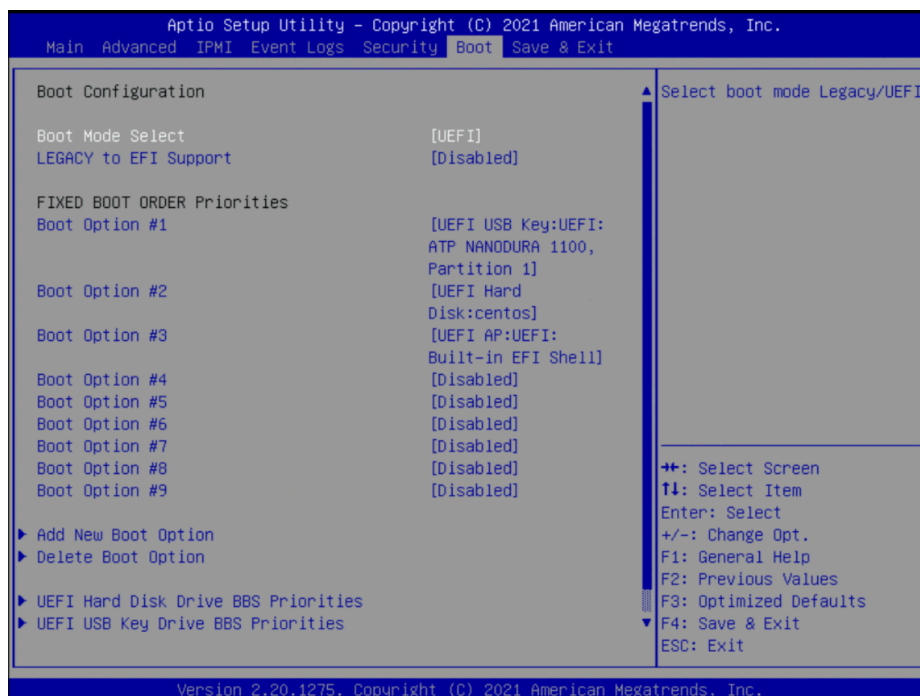 Aptio Setup Utility – Copyright (C) 2021 American Megatrends, Inc.
Main Advanced IPMI Event Logs Security Boot Save & Exit
Boot Configuration
Boot Mode Select [UEFI]
LEGACY to EFI Support [Disabled]
FIXED BOOT ORDER Priorities
Boot Option #1 [UEFI USB Key:UEFI:
ATP NANODURA 1100,
Partition 1]
Boot Option #2 [UEFI Hard
Disk:centos]
Boot Option #3 [UEFI AP:UEFI:
Built-in EFI Shell]
Boot Option #4 [Disabled]
Boot Option #5 [Disabled]
Boot Option #6 [Disabled]
Boot Option #7 [Disabled]
Boot Option #8 [Disabled]
Boot Option #9 [Disabled]
Add New Boot Option
Delete Boot Option
UEFI Hard Disk Drive BBS Priorities
UEFI USB Key Drive BBS Priorities
Select boot mode Legacy/UEFI
→←: Select Screen
↑↓: Select Item
Enter: Select
+/-: Change Opt.
F1: General Help
F2: Previous Values
F3: Optimized Defaults
F4: Save & Exit
ESC: Exit
Version 2.20.1275. Copyright (C) 2021 American Megatrends, Inc.